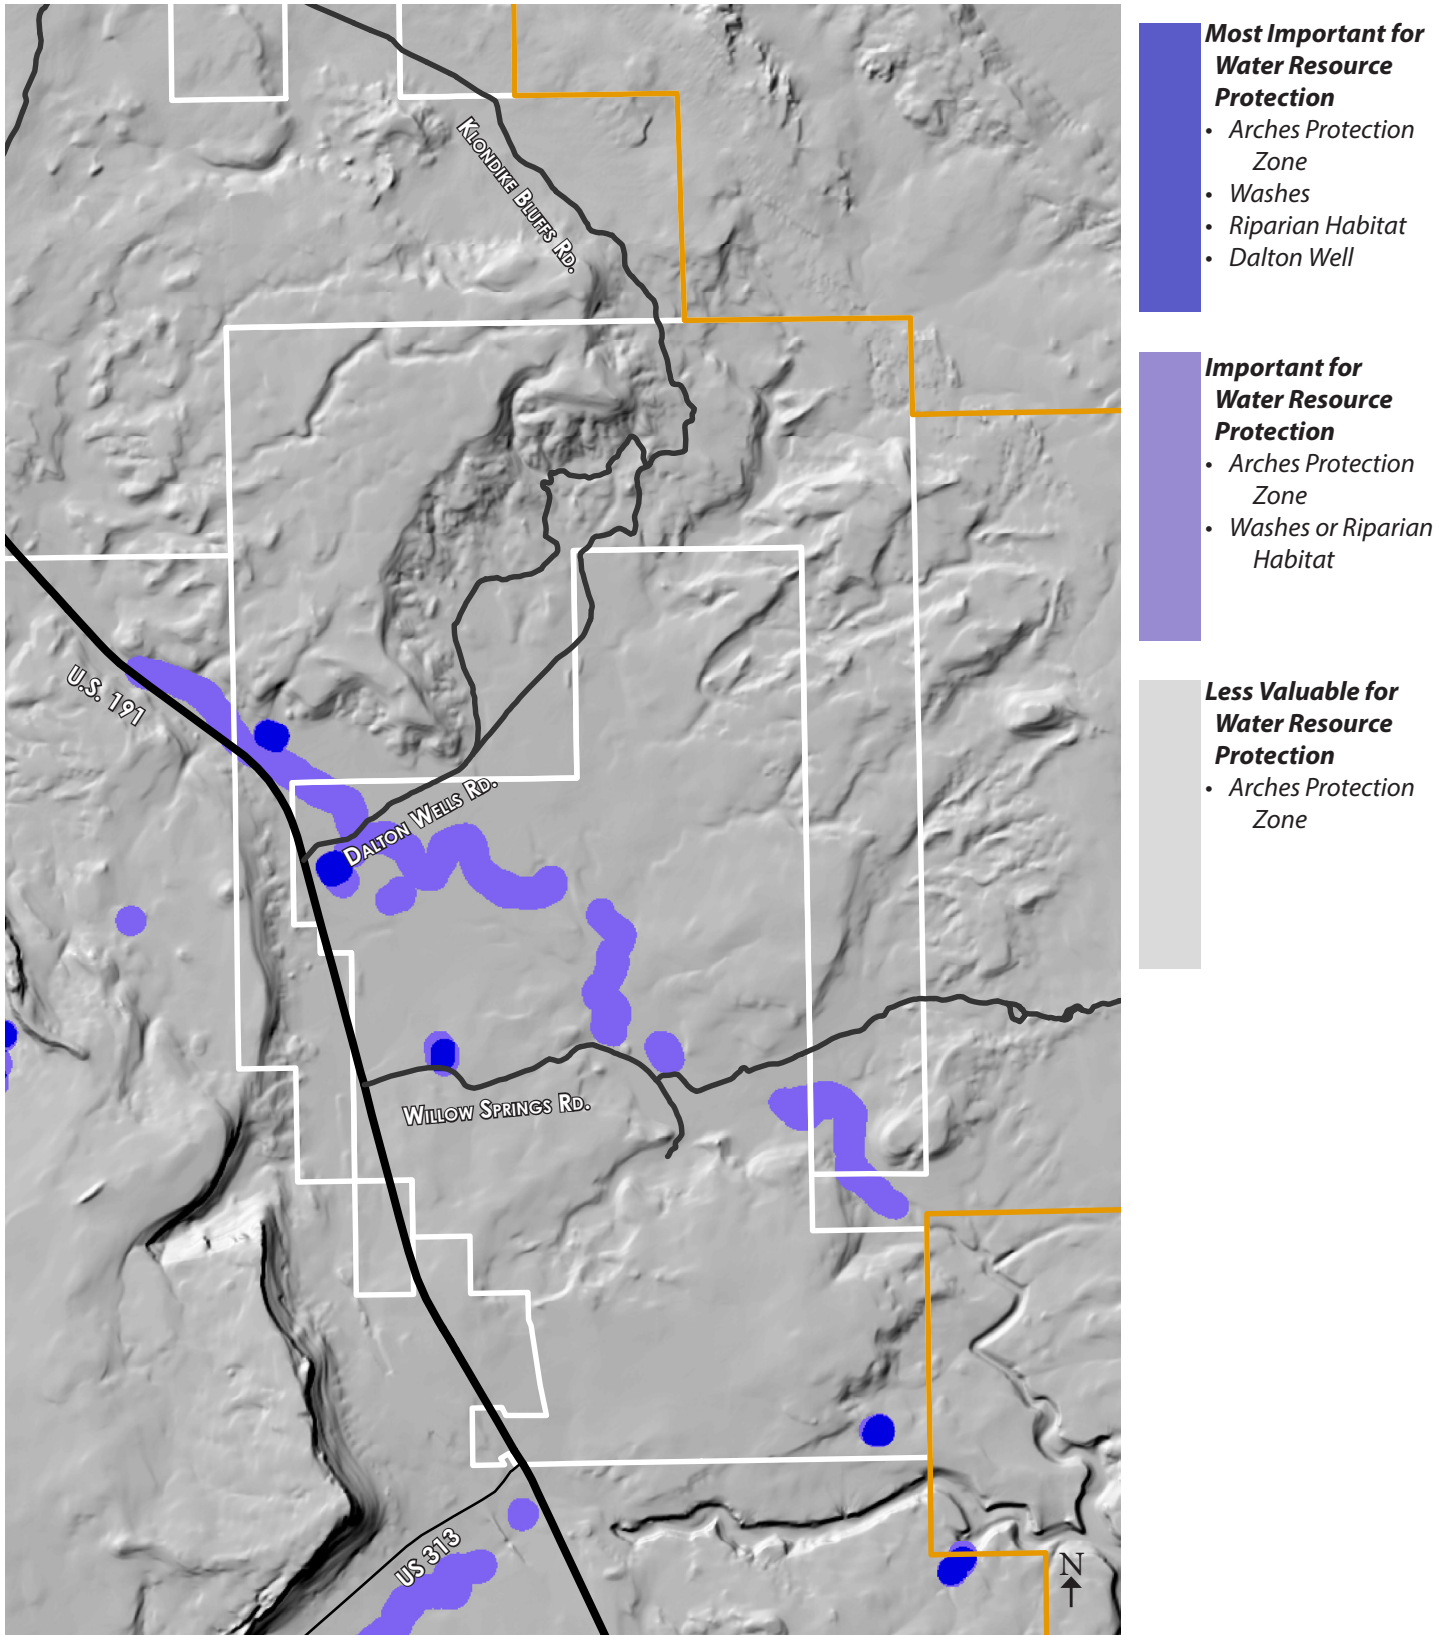 Klondike Bluffs Rd.
U.S. 191
Dalton Wells Rd.
Willow Springs Rd.
US 313
N
Most Important for
Water Resource
Protection
• Arches Protection
Zone
• Washes
• Riparian Habitat
• Dalton Well
Important for
Water Resource
Protection
• Arches Protection
Zone
• Washes or Riparian
Habitat
Less Valuable for
Water Resource
Protection
• Arches Protection
Zone